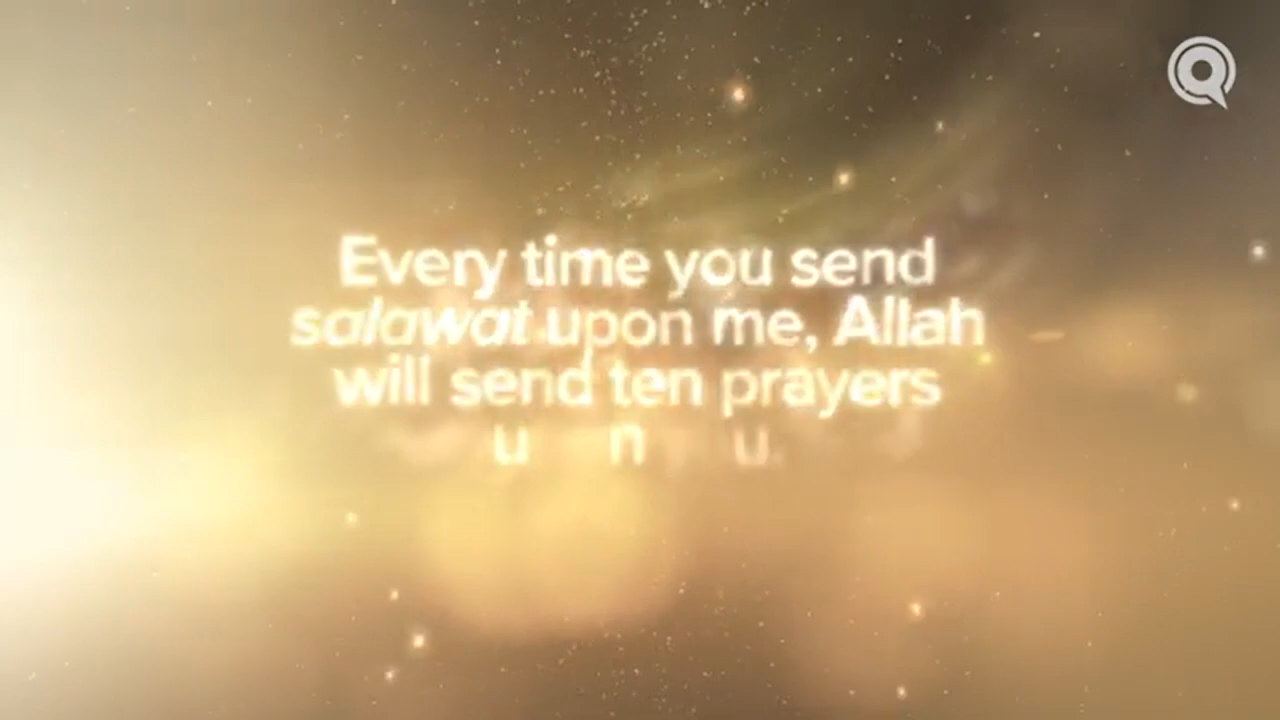 Every time you send
salawat upon me, Allah
will send ten prayers